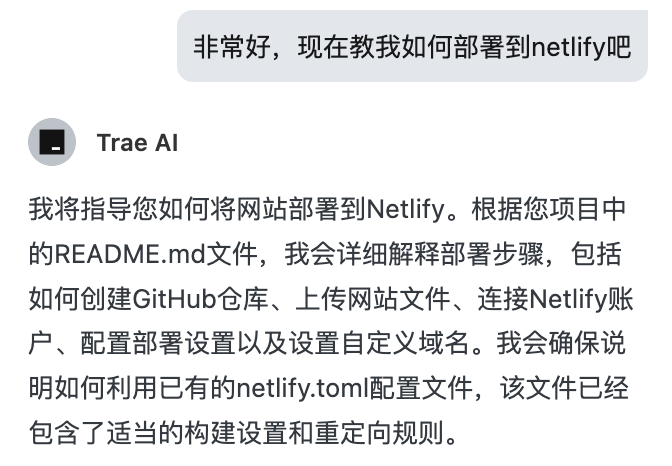 非常好，现在教我如何部署到netlify吧
Trae AI
我将指导您如何将网站部署到Netlify。根据您项目中
的README.md文件，我会详细解释部署步骤，包括
如何创建GitHub仓库、上传网站文件、连接Netlify账
户、配置部署设置以及设置自定义域名。我会确保说
明如何利用已有的netlify.toml配置文件，该文件已经
包含了适当的构建设置和重定向规则。